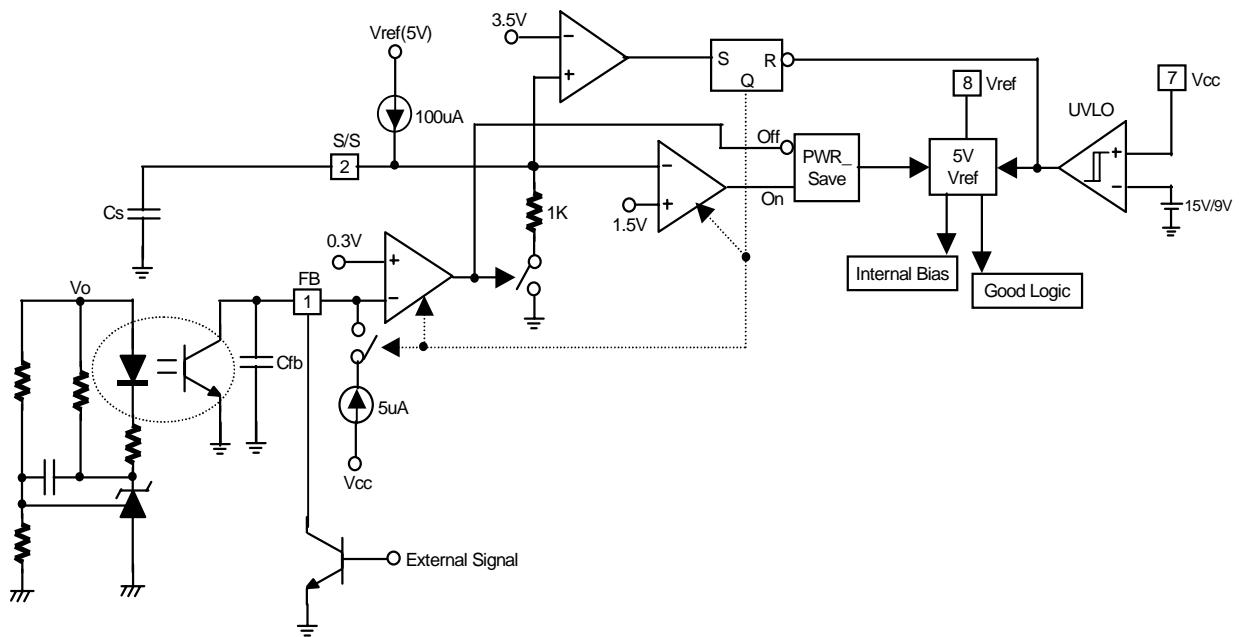 3.5V
Vref(5V)
S
R
Q
7
Vcc
8
Vref
UVLO
100uA
S/S
2
Off
PWR_
Save
5V
Vref
On
Cs
1K
1.5V
15V/9V
0.3V
FB
1
Internal Bias
Good Logic
Vo
Cfb
5uA
Vcc
External Signal